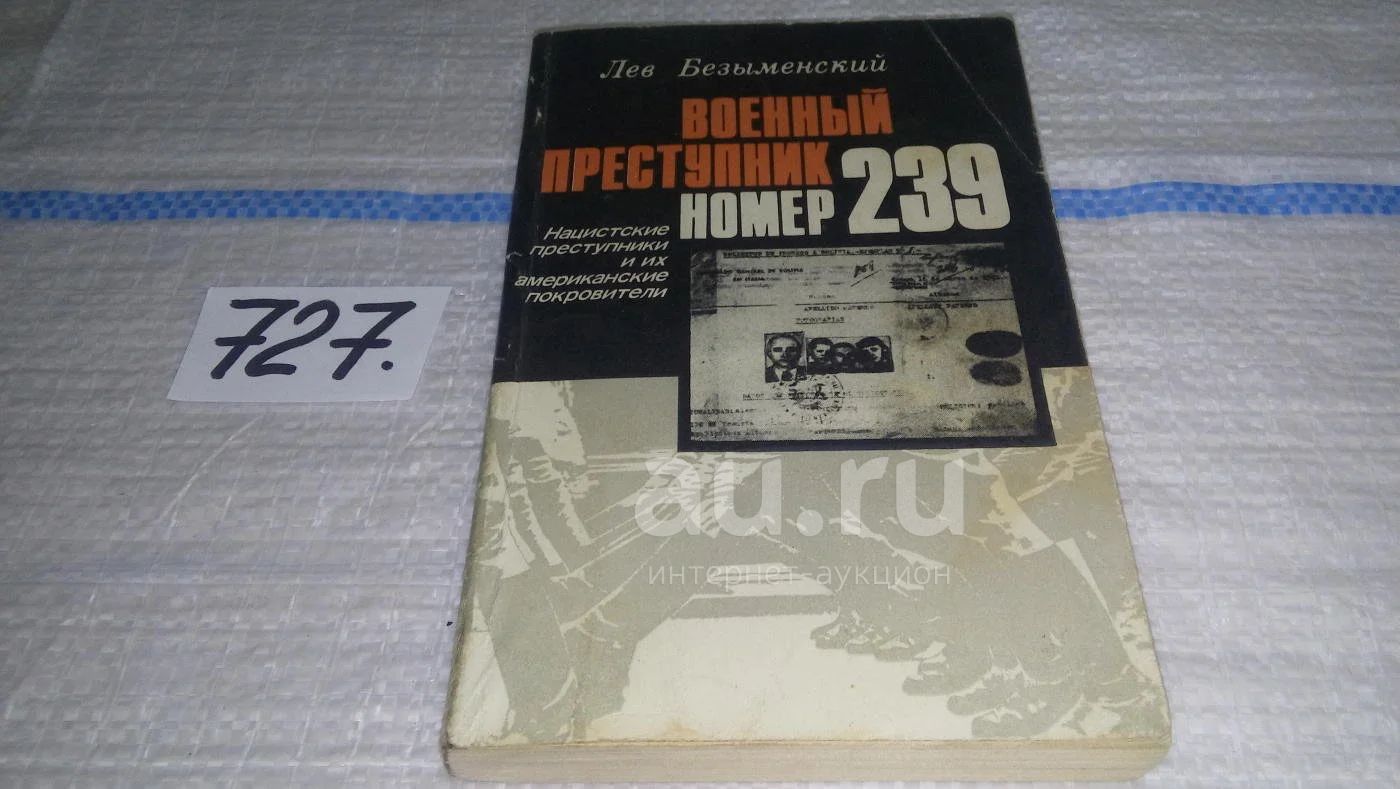 Лев Безыменский
ВОЕННЫЙ
ПРЕСТУПНИК
НОМЕР 239
Нацистские
преступники
и их
американские
покровители
727.
au.ru
интернет-аукцион